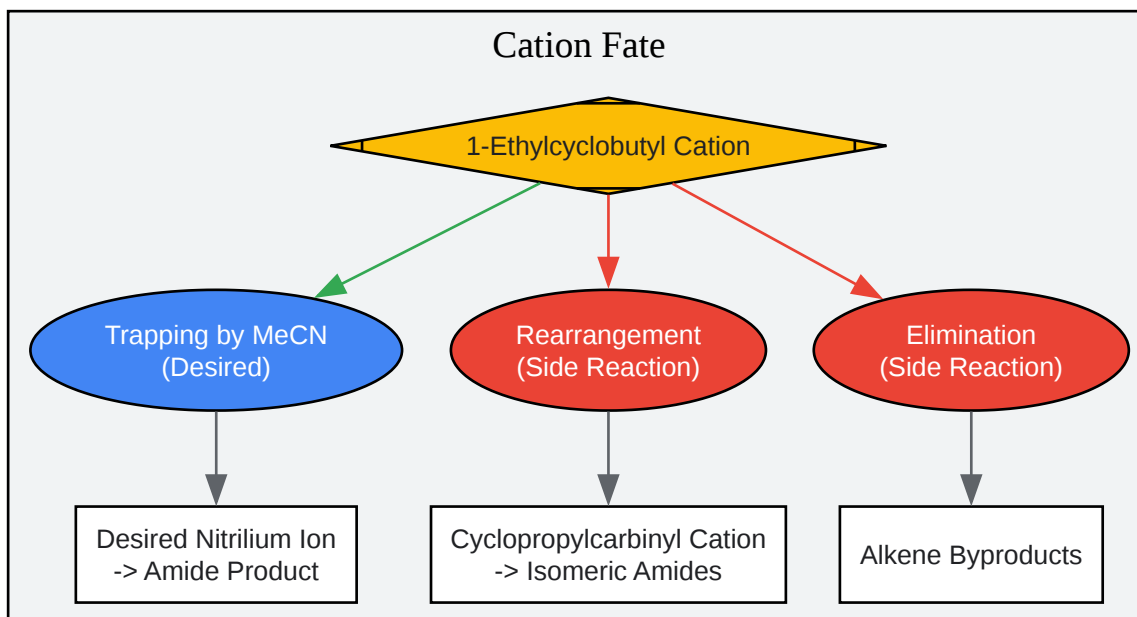 Cation Fate
1-Ethylcyclobutyl Cation
Trapping by MeCN
(Desired)
Rearrangement
(Side Reaction)
Elimination
(Side Reaction)
Desired Nitrilium Ion
-> Amide Product
Cyclopropylcarbinyl Cation
-> Isomeric Amides
Alkene Byproducts